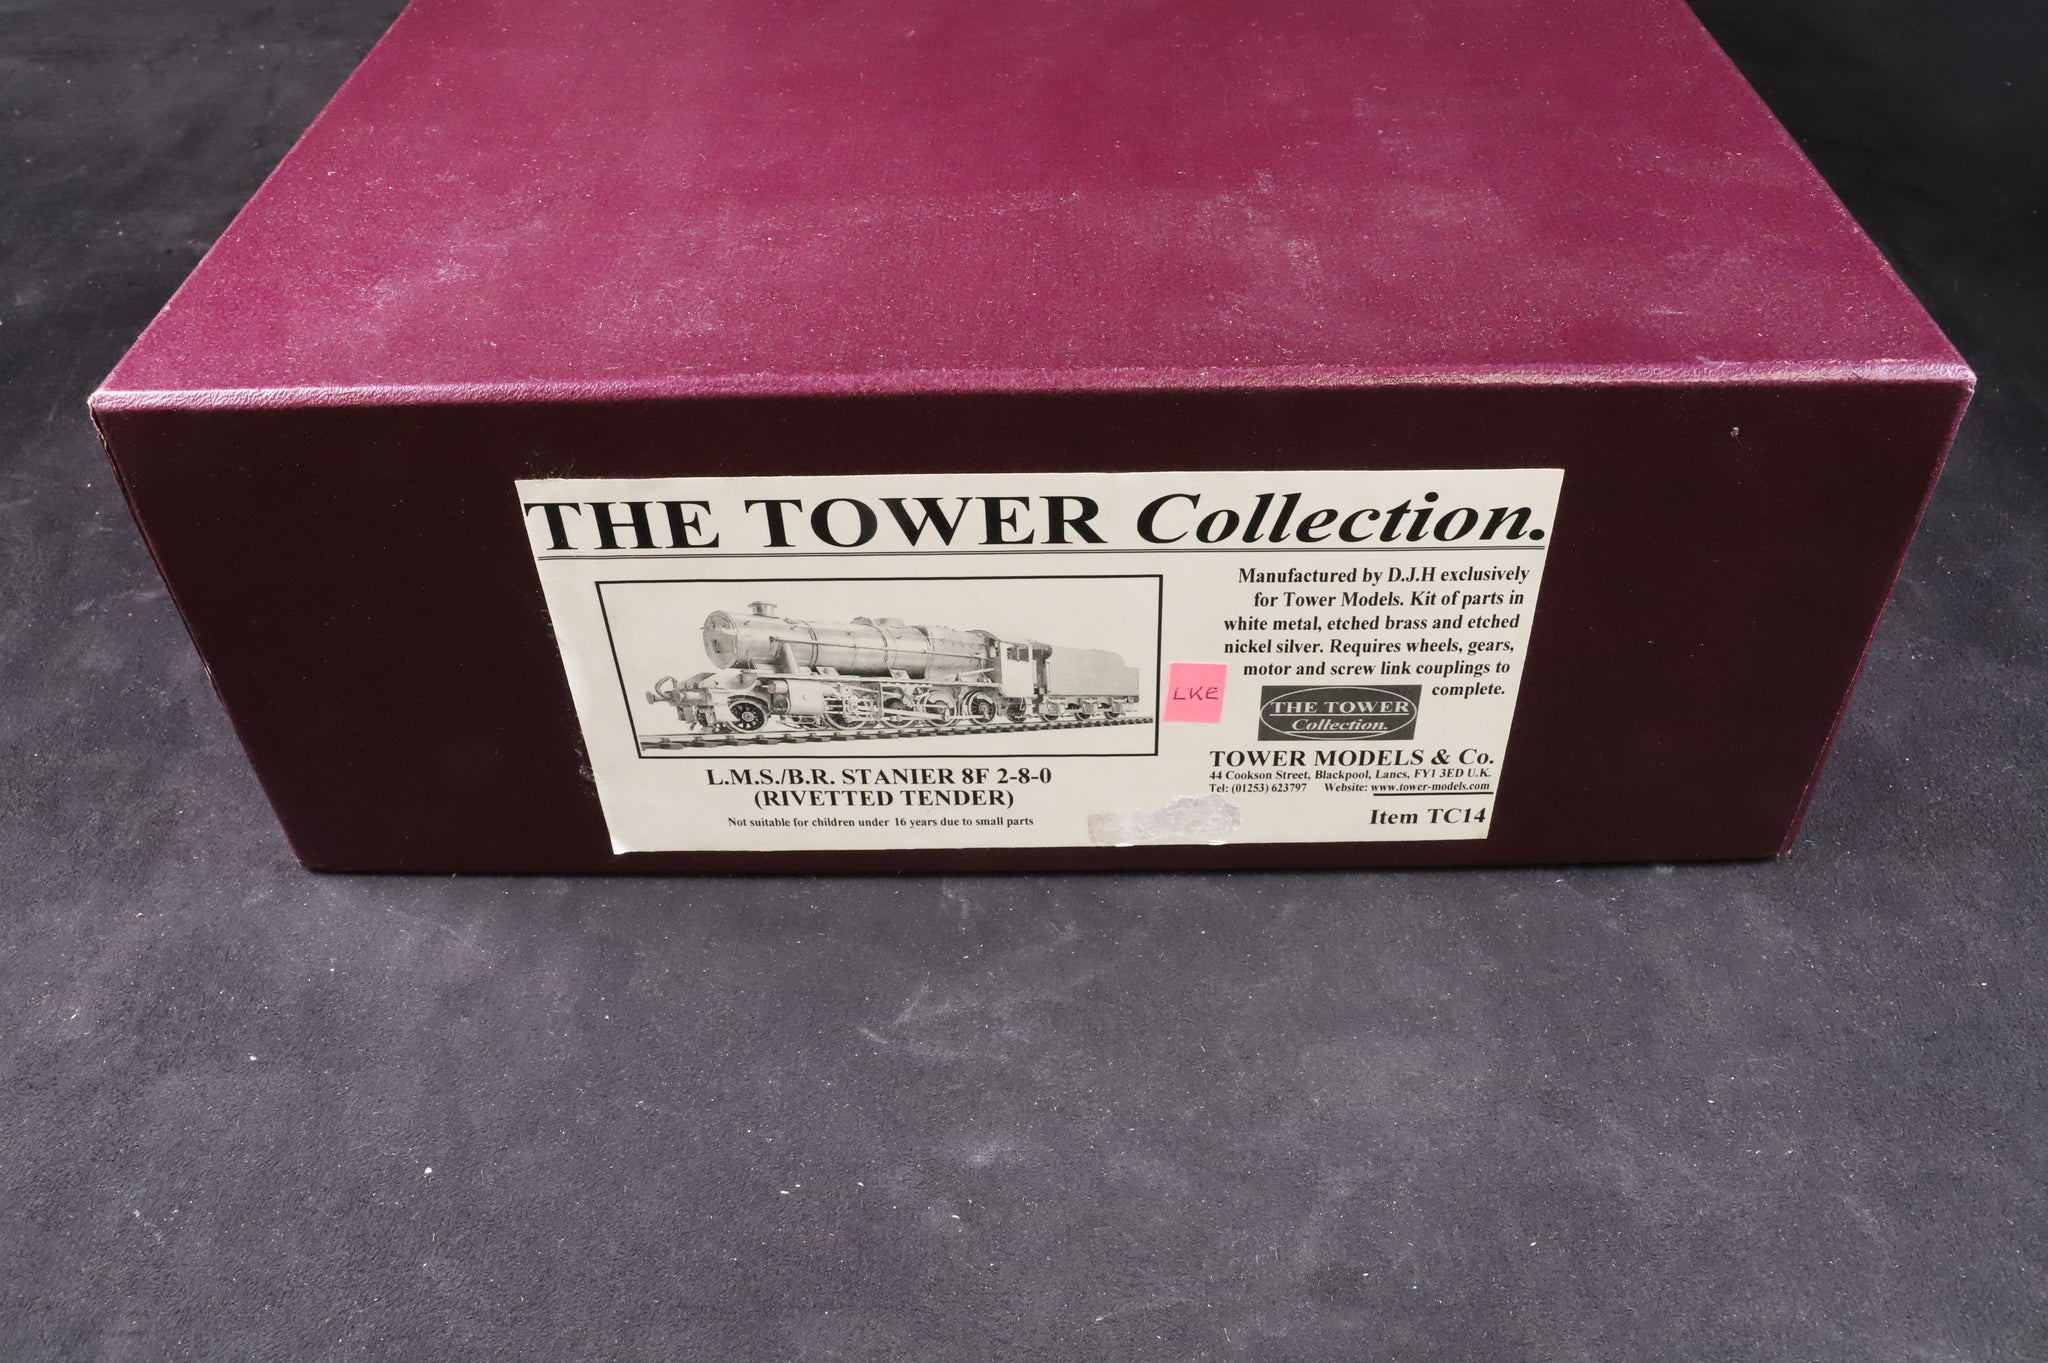 THE TOWER Collection.
Manufactured by D.J.H exclusively
for Tower Models. Kit of parts in
white metal, etched brass and etched
nickel silver. Requires wheels, gears,
motor and screw link couplings to
complete.
LKE
THE TOWER
Collection.
TOWER MODELS & Co.
44 Cookson Street, Blackpool, Lancs, FY1 3ED U.K.
Tel: (01253) 623797 Website: www.tower-models.com
Item TC14
L.M.S./B.R. STANIER 8F 2-8-0
(RIVETTED TENDER)
Not suitable for children under 16 years due to small parts